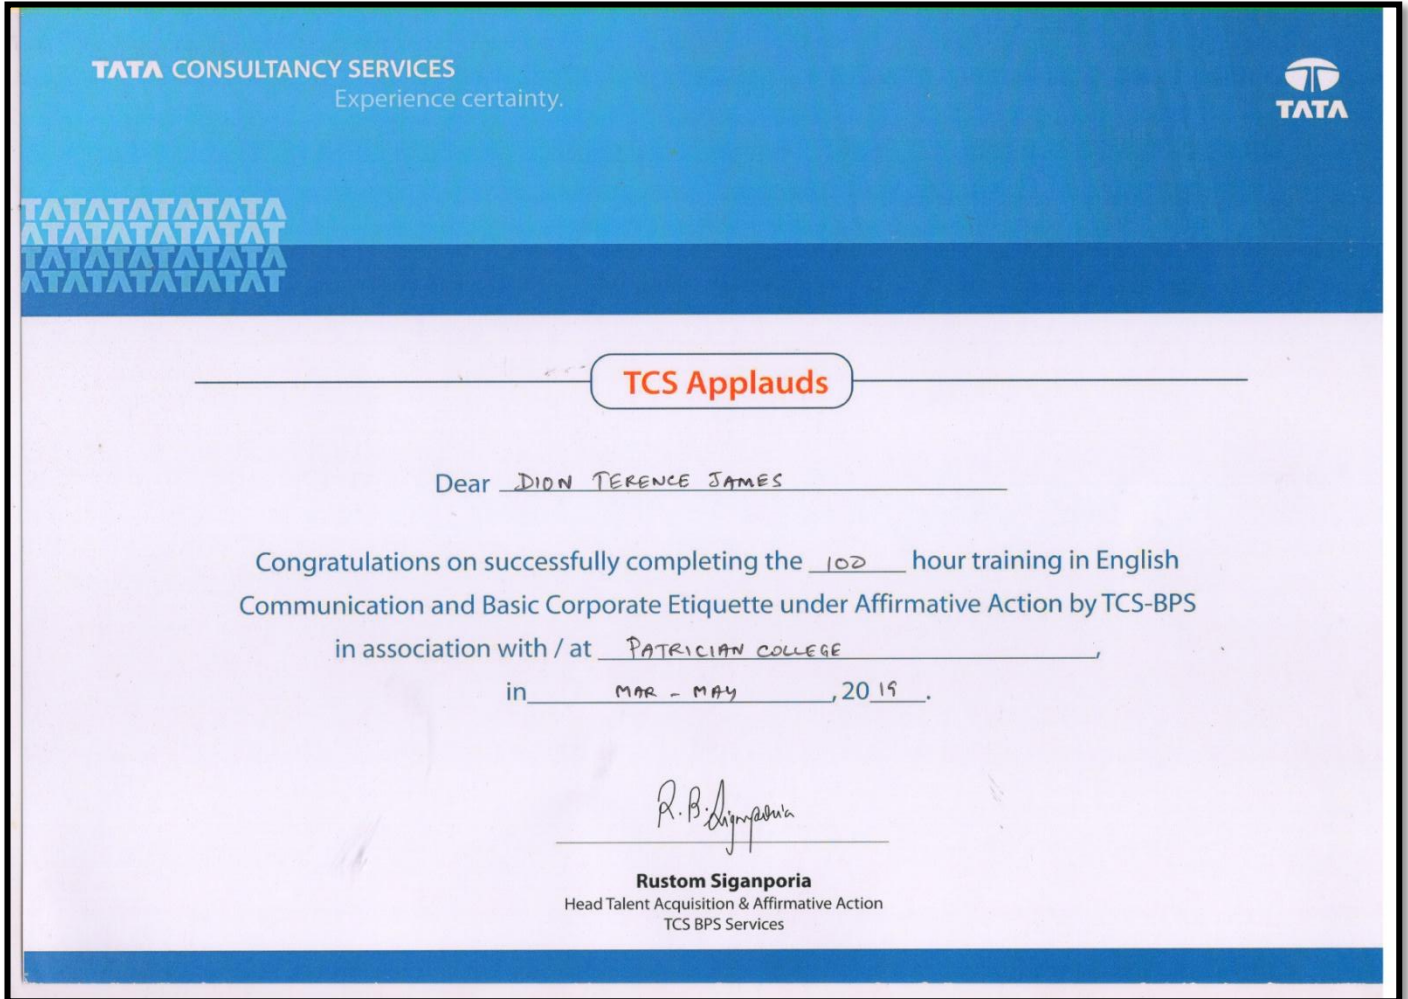 TATA CONSULTANCY SERVICES
Experience certainty.
TATA
TATATATATATA
ATATATATATAT
TATATATATATA
ATATATATATAT
TCS Applauds
Dear DION TERENCE JAMES
Congratulations on successfully completing the 100 hour training in English
Communication and Basic Corporate Etiquette under Affirmative Action by TCS-BPS
in association with / at PATRICIAN COLLEGE,
in MAR - MAY, 2019.
R.B. Siganporia
Rustom Siganporia
Head Talent Acquisition & Affirmative Action
TCS BPS Services